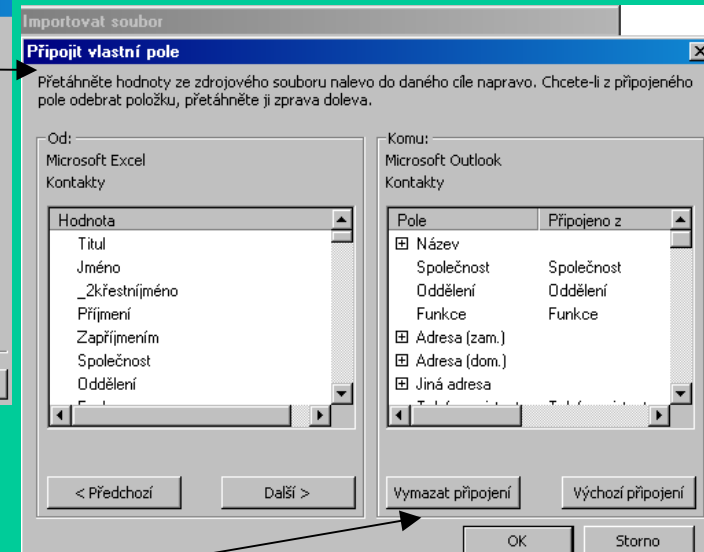 Importovat soubor
Připojit vlastní pole
Přetáhněte hodnoty ze zdrojového souboru nalevo do daného cíle napravo. Chcete-li z připojeného
pole odebrat položku, přetáhněte ji zprava doleva.
Od:
Microsoft Excel
Kontakty
Hodnota
Titul
Jméno
_2křestníjméno
Příjmení
Zapříjmením
Společnost
Oddělení
< Předchozí
Další >
Komu:
Microsoft Outlook
Kontakty
Pole Připojeno z
Název
Společnost Společnost
Oddělení Oddělení
Funkce Funkce
Adresa (zam.)
Adresa (dom.)
Jiná adresa
Vymazat připojení
Výchozí připojení
OK
Storno